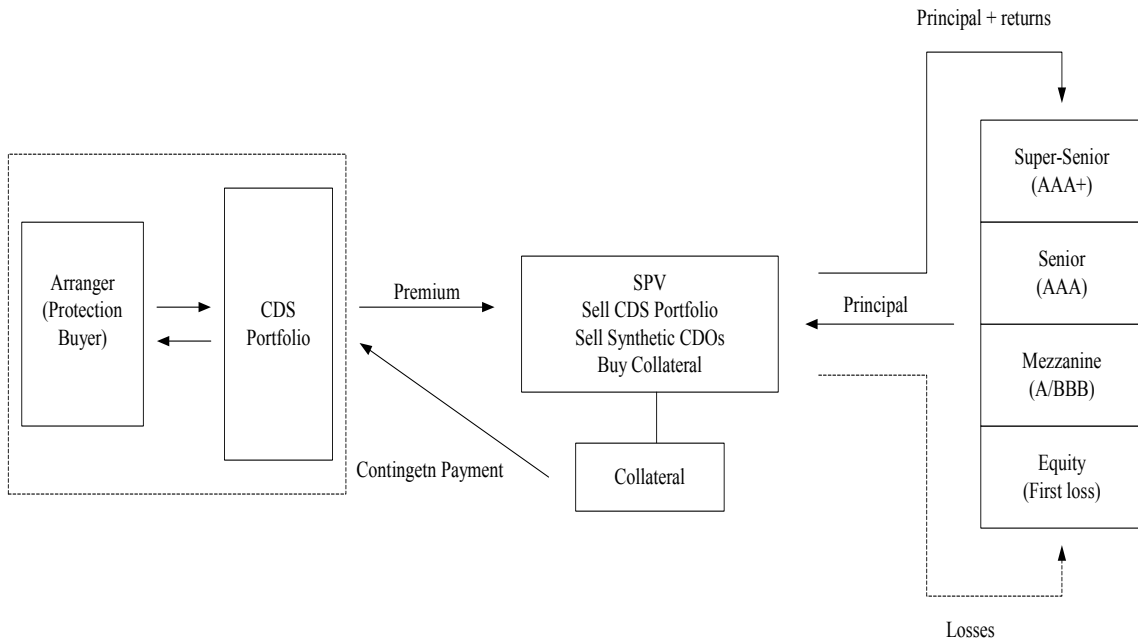 Principal + returns
Arranger
(Protection
Buyer)
CDS
Portfolio
Premium
Contingetn Payment
SPV
Sell CDS Portfolio
Sell Synthetic CDOs
Buy Collateral
Collateral
Principal
Super-Senior
(AAA+)
Senior
(AAA)
Mezzanine
(A/BBB)
Equity
(First loss)
Losses